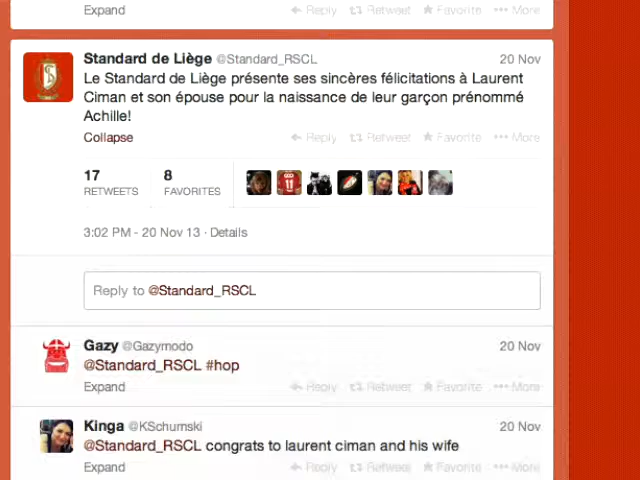 Expand Reply Retweet Favorite More
Standard de Liège @Standard_RSCL 20 Nov
Le Standard de Liège présente ses sincères félicitations à Laurent
Ciman et son épouse pour la naissance de leur garçon prénommé
Achille!
Collapse Reply Retweet Favorite More
17 8
RETWEETS FAVORITES
3:02 PM - 20 Nov 13 · Details
Reply to @Standard_RSCL
Gazy @Gazymodo 20 Nov
@Standard_RSCL #hop
Expand Reply Retweet Favorite More
Kinga @KSchumski 20 Nov
@Standard_RSCL congrats to laurent ciman and his wife
Expand Reply Retweet Favorite More